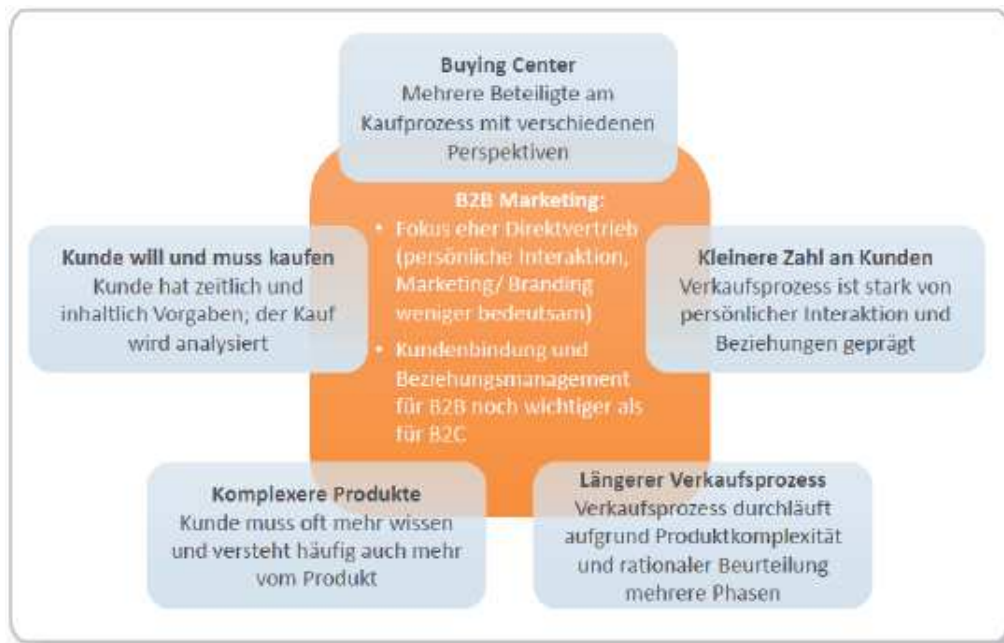 Buying Center
Mehrere Beteiligte am
Kaufprozess mit verschiedenen
Perspektiven
B2B Marketing:
• Fokus eher Direktvertrieb
(persönliche Interaktion,
Marketing/ Branding
weniger bedeutsam)
• Kundenbindung und
Beziehungsmanagement
für B2B noch wichtiger als
für B2C
Kunde will und muss kaufen
Kunde hat zeitlich und
inhaltlich Vorgaben; der Kauf
wird analysiert
Kleinere Zahl an Kunden
Verkaufsprozess ist stark von
persönlicher Interaktion und
Beziehungen geprägt
Komplexere Produkte
Kunde muss oft mehr wissen
und versteht häufig auch mehr
vom Produkt
Längerer Verkaufsprozess
Verkaufsprozess durchläuft
aufgrund Produktkomplexität
und rationaler Beurteilung
mehrere Phasen